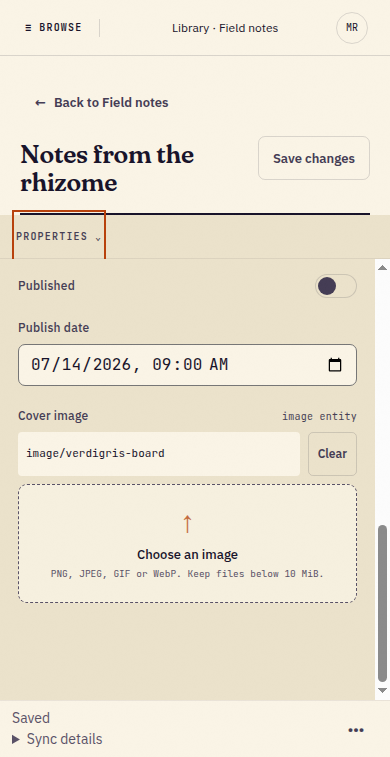 ≡ BROWSE
Library · Field notes
MR
← Back to Field notes
Notes from the
rhizome
Save changes
PROPERTIES
Published
Publish date
07/14/2026, 09:00 AM
Cover image
image entity
image/verdigris-board
Clear
↑
Choose an image
PNG, JPEG, GIF or WebP. Keep files below 10 MiB.
Saved
▶ Sync details
•••